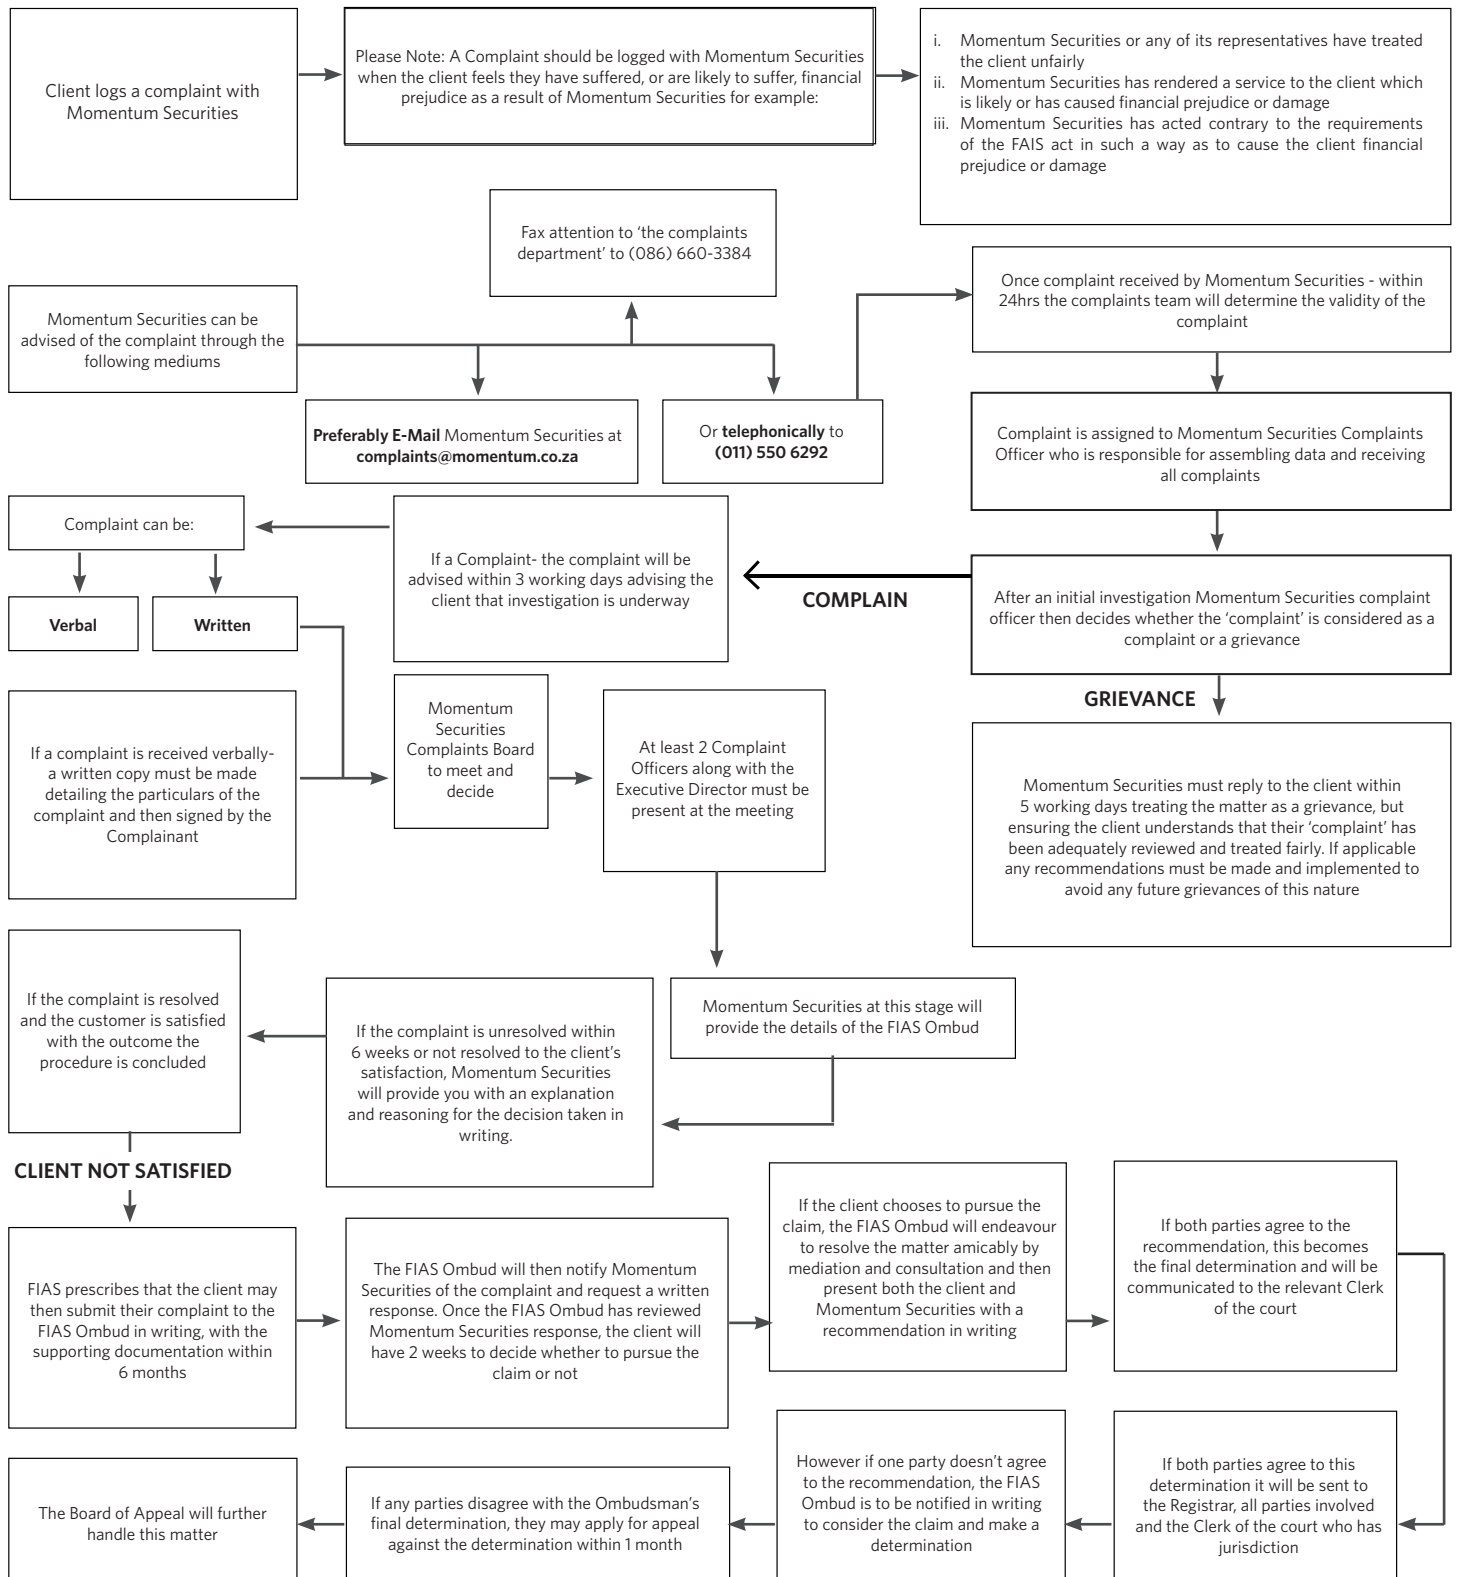 Client logs a complaint with
Momentum Securities
Please Note: A Complaint should be logged with Momentum Securities
when the client feels they have suffered, or are likely to suffer, financial
prejudice as a result of Momentum Securities for example:
i. Momentum Securities or any of its representatives have treated
the client unfairly
ii. Momentum Securities has rendered a service to the client which
is likely or has caused financial prejudice or damage
iii. Momentum Securities has acted contrary to the requirements
of the FAIS act in such a way as to cause the client financial
prejudice or damage
Fax attention to ‘the complaints
department’ to (086) 660-3384
Momentum Securities can be
advised of the complaint through the
following mediums
Preferably E-Mail Momentum Securities at
complaints@momentum.co.za
Or telephonically to
(011) 550 6292
Once complaint received by Momentum Securities - within
24hrs the complaints team will determine the validity of the
complaint
Complaint is assigned to Momentum Securities Complaints
Officer who is responsible for assembling data and receiving
all complaints
After an initial investigation Momentum Securities complaint
officer then decides whether the ‘complaint’ is considered as a
complaint or a grievance
COMPLAIN
GRIEVANCE
Momentum Securities must reply to the client within
5 working days treating the matter as a grievance, but
ensuring the client understands that their ‘complaint’ has
been adequately reviewed and treated fairly. If applicable
any recommendations must be made and implemented to
avoid any future grievances of this nature
If a Complaint- the complaint will be
advised within 3 working days advising the
client that investigation is underway
Complaint can be:
Verbal
Written
If a complaint is received verbally-
a written copy must be made
detailing the particulars of the
complaint and then signed by the
Complainant
Momentum
Securities
Complaints Board
to meet and
decide
At least 2 Complaint
Officers along with the
Executive Director must be
present at the meeting
Momentum Securities at this stage will
provide the details of the FIAS Ombud
If the complaint is unresolved within
6 weeks or not resolved to the client’s
satisfaction, Momentum Securities
will provide you with an explanation
and reasoning for the decision taken in
writing.
If the complaint is resolved
and the customer is satisfied
with the outcome the
procedure is concluded
CLIENT NOT SATISFIED
FIAS prescribes that the client may
then submit their complaint to the
FIAS Ombud in writing, with the
supporting documentation within
6 months
The FIAS Ombud will then notify Momentum
Securities of the complaint and request a written
response. Once the FIAS Ombud has reviewed
Momentum Securities response, the client will
have 2 weeks to decide whether to pursue the
claim or not
If the client chooses to pursue the
claim, the FIAS Ombud will endeavour
to resolve the matter amicably by
mediation and consultation and then
present both the client and
Momentum Securities with a
recommendation in writing
If both parties agree to the
recommendation, this becomes
the final determination and will be
communicated to the relevant Clerk
of the court
If both parties agree to this
determination it will be sent to
the Registrar, all parties involved
and the Clerk of the court who has
jurisdiction
However if one party doesn’t agree
to the recommendation, the FIAS
Ombud is to be notified in writing
to consider the claim and make a
determination
If any parties disagree with the Ombudsman’s
final determination, they may apply for appeal
against the determination within 1 month
The Board of Appeal will further
handle this matter